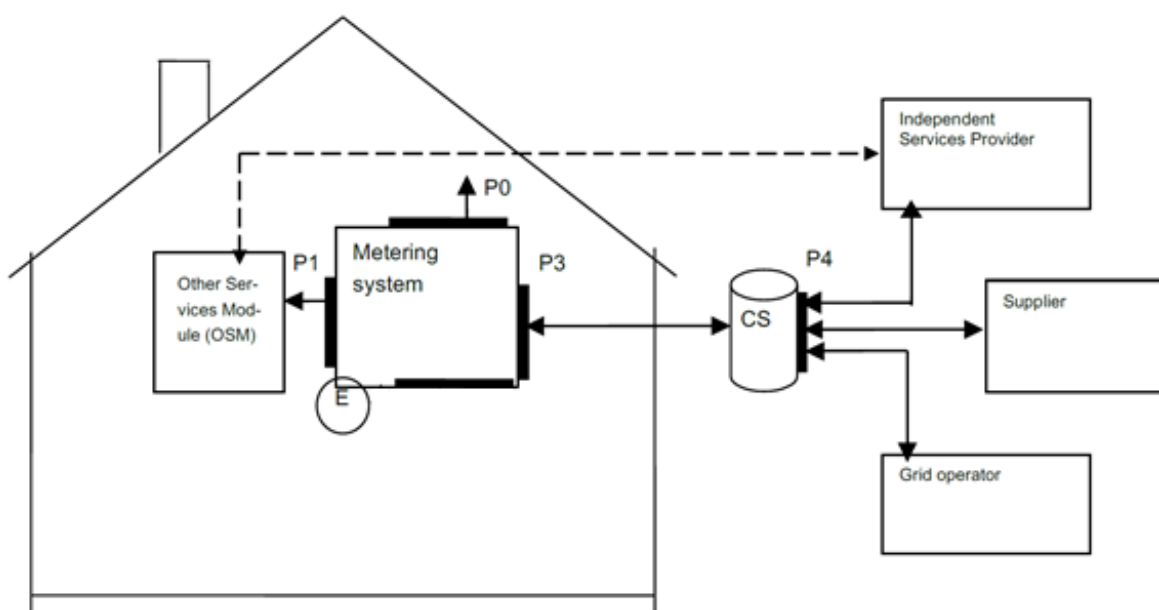 Independent
Services Provider
P0
Metering
system
P1
P3
P4
Other Ser-
vices Mod-
ule (OSM)
CS
Supplier
E
Grid operator